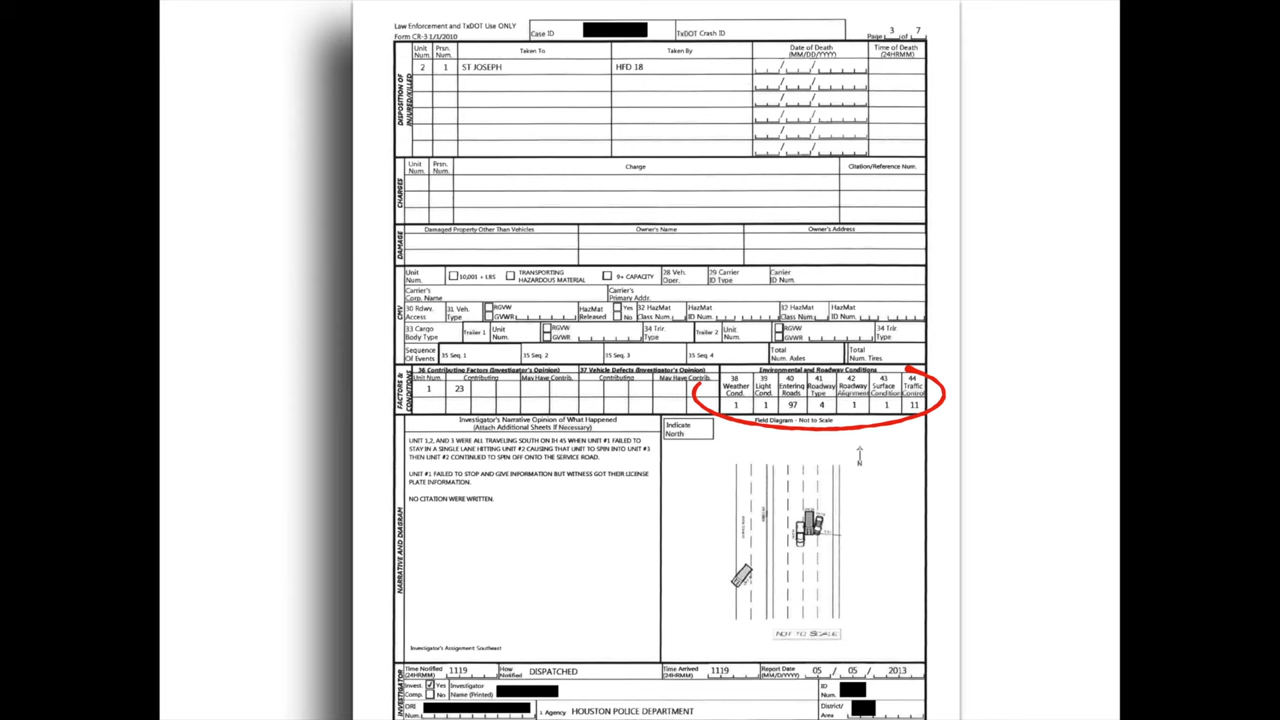 Law Enforcement and TxDOT Use ONLY
Form CR-3 1/1/2010
Case ID
TxDOT Crash ID
Page 3 of 7
DISPOSITION OF INJURED/KILLED
Unit Num. Prsn. Num. Taken To Taken By Date of Death (MM/DD/YYYY) Time of Death (24HRMM)
2 1 ST JOSEPH HFD 18
CHARGES
Unit Num. Prsn. Num. Charge Citation/Reference Num.
DAMAGE
Damaged Property Other Than Vehicles Owner's Name Owner's Address
CMV
Unit Num. 10,001 + LBS TRANSPORTING HAZARDOUS MATERIAL 9+ CAPACITY 28 Veh. Oper. 29 Carrier ID Type Carrier ID Num.
Carrier's Corp. Name Carrier's Primary Addr.
30 Rdwy. Access 31 Veh. Type RGVW GVWR HazMat Released Yes No 32 HazMat Class Num. HazMat ID Num. 32 HazMat Class Num. HazMat ID Num.
33 Cargo Body Type Trailer 1 Unit Num. RGVW GVWR 34 Trlr. Type Trailer 2 Unit Num. RGVW GVWR 34 Trlr. Type
Sequence Of Events 35 Seq. 1 35 Seq. 2 35 Seq. 3 35 Seq. 4 Total Num. Axles Total Num. Tires
FACTORS & CONDITIONS
36 Contributing Factors (Investigator's Opinion) 37 Vehicle Defects (Investigator's Opinion) Environmental and Roadway Conditions
Unit Num. Contributing May Have Contrib. Contributing May Have Contrib. 38 Weather Cond. 39 Light Cond. 40 Entering Roads 41 Roadway Type 42 Roadway Alignment 43 Surface Condition 44 Traffic Control
1 23 1 1 97 4 1 1 11
NARRATIVE AND DIAGRAM
Investigator's Narrative Opinion of What Happened
(Attach Additional Sheets If Necessary)
UNIT 1,2, AND 3 WERE ALL TRAVELING SOUTH ON IH 45 WHEN UNIT #1 FAILED TO
STAY IN A SINGLE LANE HITTING UNIT #2 CAUSING THAT UNIT TO SPIN INTO UNIT #3
THEN UNIT #2 CONTINUED TO SPIN OFF ONTO THE SERVICE ROAD.
UNIT #1 FAILED TO STOP AND GIVE INFORMATION BUT WITNESS GOT THEIR LICENSE
PLATE INFORMATION.
NO CITATION WERE WRITTEN.
Investigator's Assignment Southeast
Indicate North
Field Diagram - Not to Scale
N
NOT TO SCALE
INVESTIGATOR
Time Notified (24HRMM) 1119 How Notified DISPATCHED Time Arrived (24HRMM) 1119 Report Date (MM/DD/YYYY) 05 / 05 / 2013
Invest. Comp. Yes No Investigator Name (Printed) ID Num.
ORI Num. Agency HOUSTON POLICE DEPARTMENT District/ Area